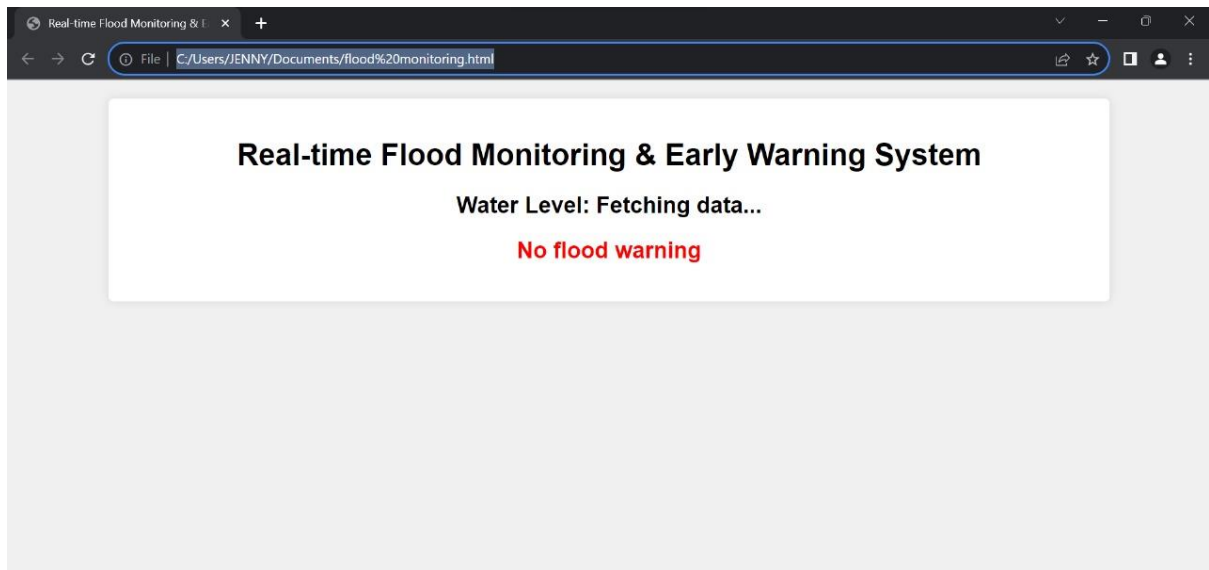 Real-time Flood Monitoring & E
File | C:/Users/JENNY/Documents/flood%20monitoring.html
Real-time Flood Monitoring & Early Warning System
Water Level: Fetching data...
No flood warning